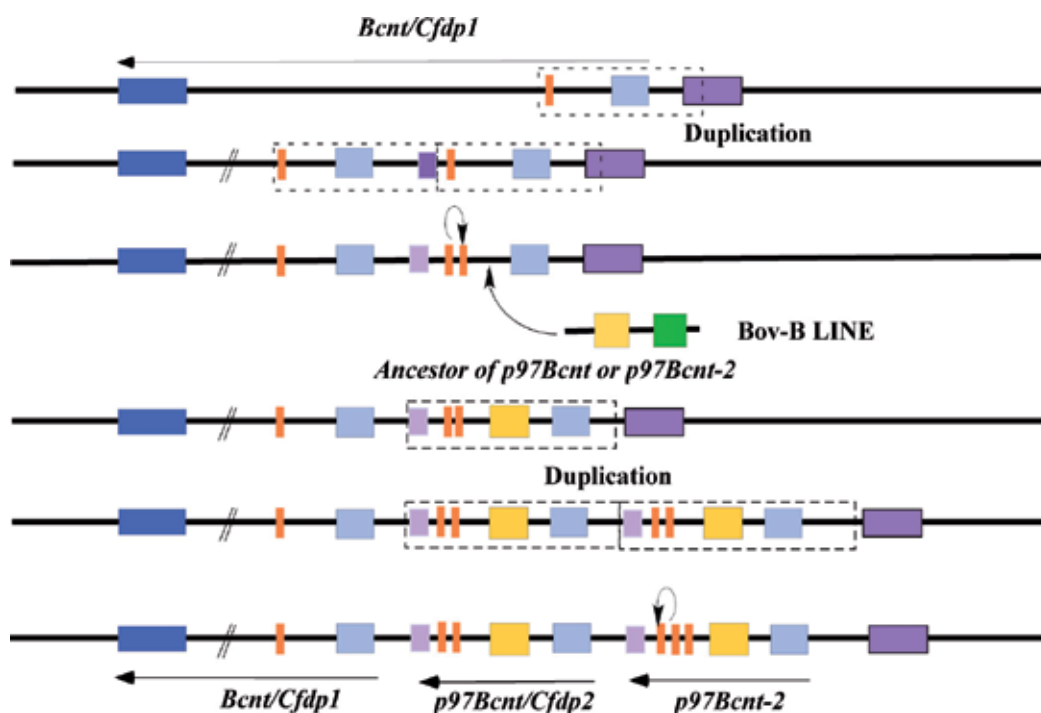 Bcnt/Cfdp1
Duplication
Bov-B LINE
Ancestor of p97Bcnt or p97Bcnt-2
Duplication
Bcnt/Cfdp1 p97Bcnt/Cfdp2 p97Bcnt-2